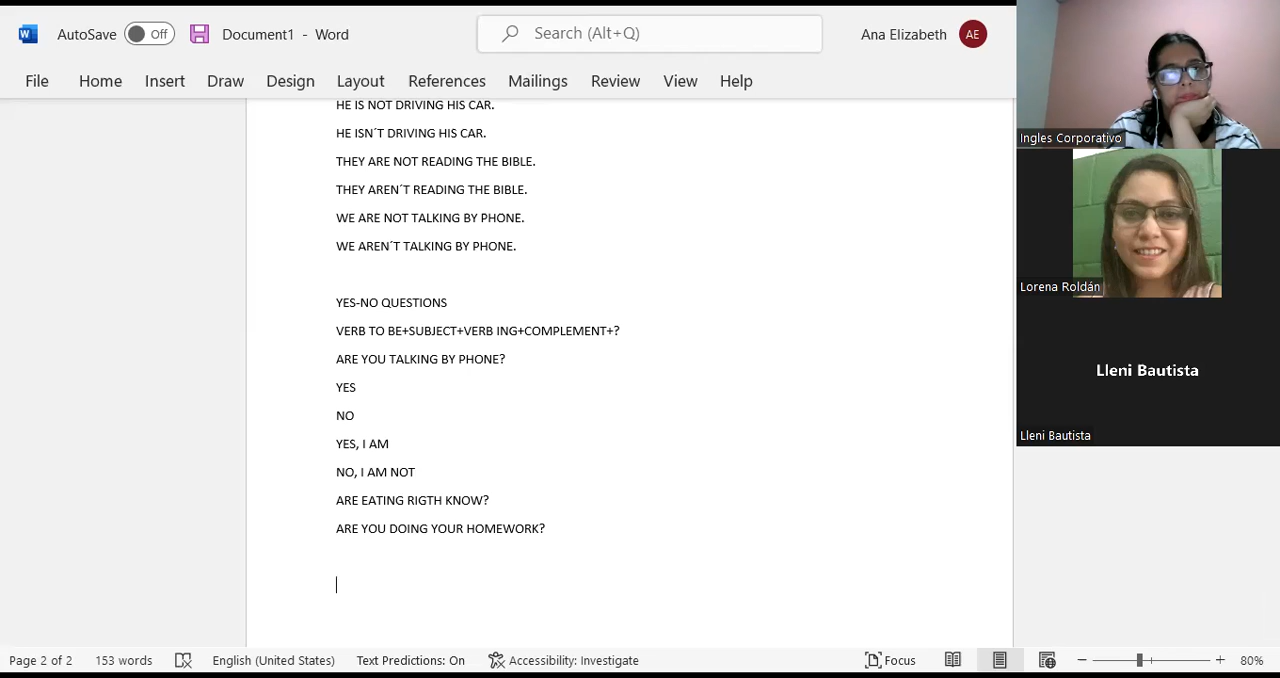 AutoSave Off Document1 - Word Search (Alt+Q) Ana Elizabeth AE
File Home Insert Draw Design Layout References Mailings Review View Help
HE IS NOT DRIVING HIS CAR.
HE ISN´T DRIVING HIS CAR.
THEY ARE NOT READING THE BIBLE.
THEY AREN´T READING THE BIBLE.
WE ARE NOT TALKING BY PHONE.
WE AREN´T TALKING BY PHONE.
YES-NO QUESTIONS
VERB TO BE+SUBJECT+VERB ING+COMPLEMENT+?
ARE YOU TALKING BY PHONE?
YES
NO
YES, I AM
NO, I AM NOT
ARE EATING RIGTH KNOW?
ARE YOU DOING YOUR HOMEWORK?
Page 2 of 2 153 words English (United States) Text Predictions: On Accessibility: Investigate Focus 80%
Ingles Corporativo
Lorena Roldán
Lleni Bautista
Lleni Bautista